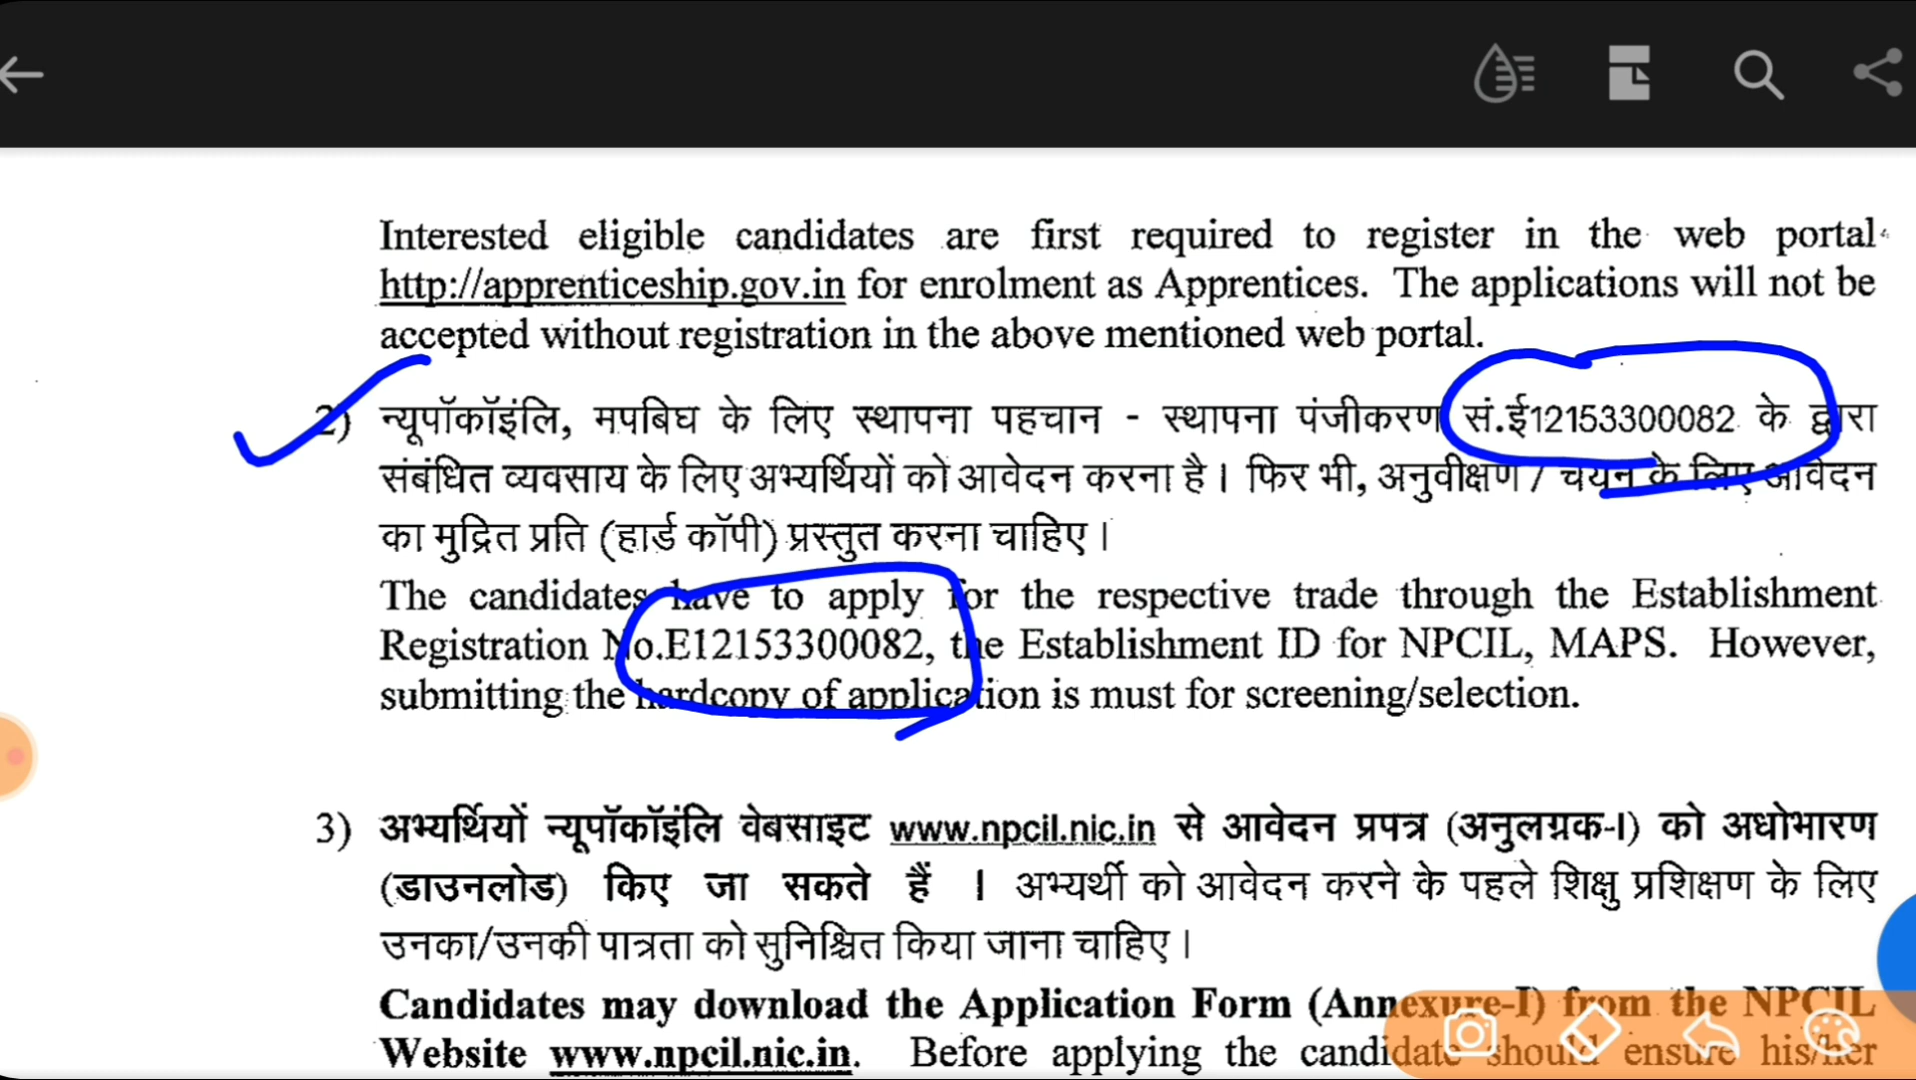 Interested eligible candidates are first required to register in the web portal
http://apprenticeship.gov.in for enrolment as Apprentices. The applications will not be
accepted without registration in the above mentioned web portal.
2) न्यूपॉकॉइंलि, मपबिघ के लिए स्थापना पहचान - स्थापना पंजीकरण सं.ई12153300082 के द्वारा
संबंधित व्यवसाय के लिए अभ्यर्थियों को आवेदन करना है। फिर भी, अनुवीक्षण / चयन के लिए आवेदन
का मुद्रित प्रति (हार्ड कॉपी) प्रस्तुत करना चाहिए।
The candidates have to apply for the respective trade through the Establishment
Registration No.E12153300082, the Establishment ID for NPCIL, MAPS. However,
submitting the hardcopy of application is must for screening/selection.
3) अभ्यर्थियों न्यूपॉकॉइंलि वेबसाइट www.npcil.nic.in से आवेदन प्रपत्र (अनुलग्नक-I) को अधोभारण
(डाउनलोड) किए जा सकते हैं । अभ्यर्थी को आवेदन करने के पहले शिक्षु प्रशिक्षण के लिए
उनका/उनकी पात्रता को सुनिश्चित किया जाना चाहिए।
Candidates may download the Application Form (Annexure-I) from the NPCIL
Website www.npcil.nic.in. Before applying the candidate should ensure his/her